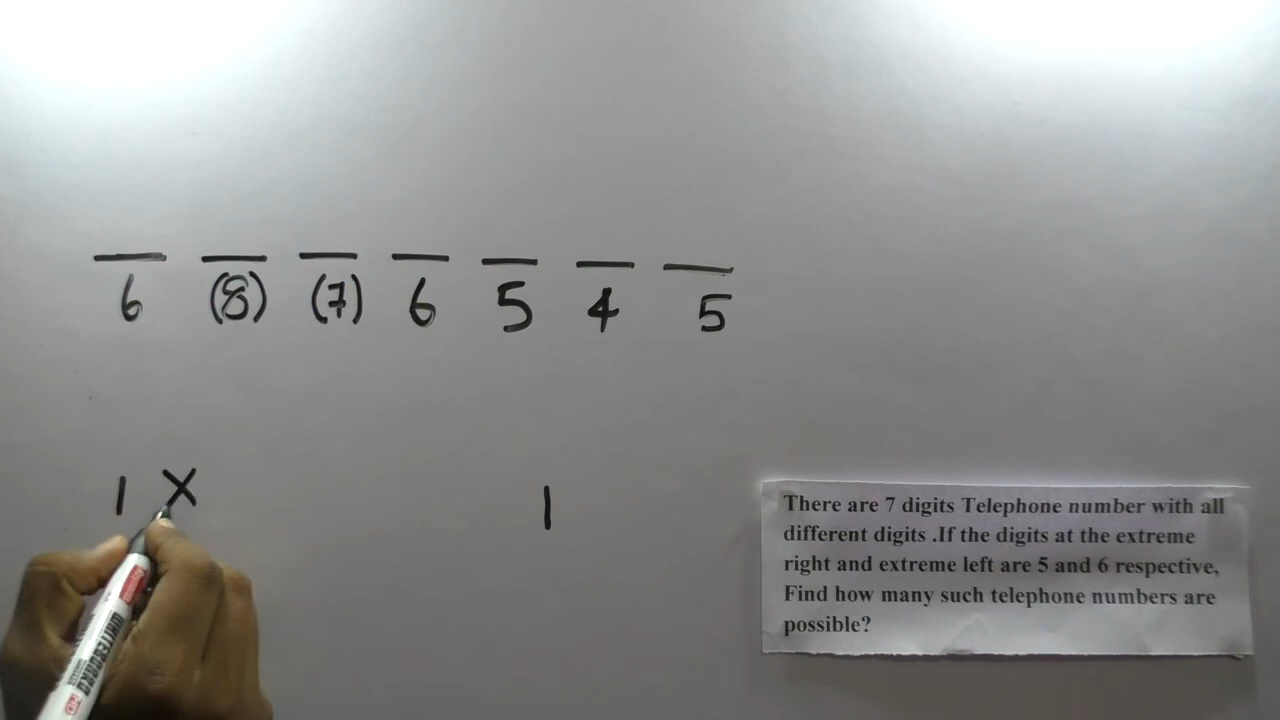 6 (8) (7) 6 5 4 5
1 X 1
There are 7 digits Telephone number with all
different digits .If the digits at the extreme
right and extreme left are 5 and 6 respective,
Find how many such telephone numbers are
possible?